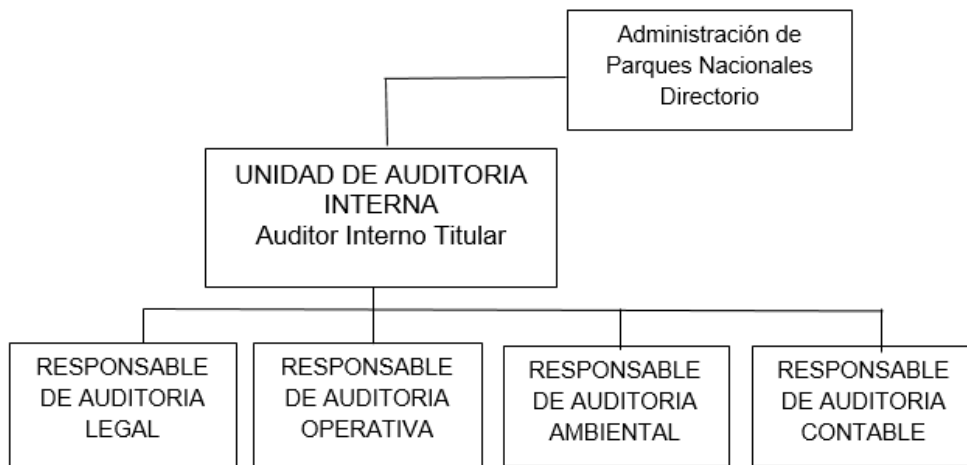 Administración de
Parques Nacionales
Directorio
UNIDAD DE AUDITORIA
INTERNA
Auditor Interno Titular
RESPONSABLE
DE AUDITORIA
LEGAL
RESPONSABLE
DE AUDITORIA
OPERATIVA
RESPONSABLE
DE AUDITORIA
AMBIENTAL
RESPONSABLE
DE AUDITORIA
CONTABLE